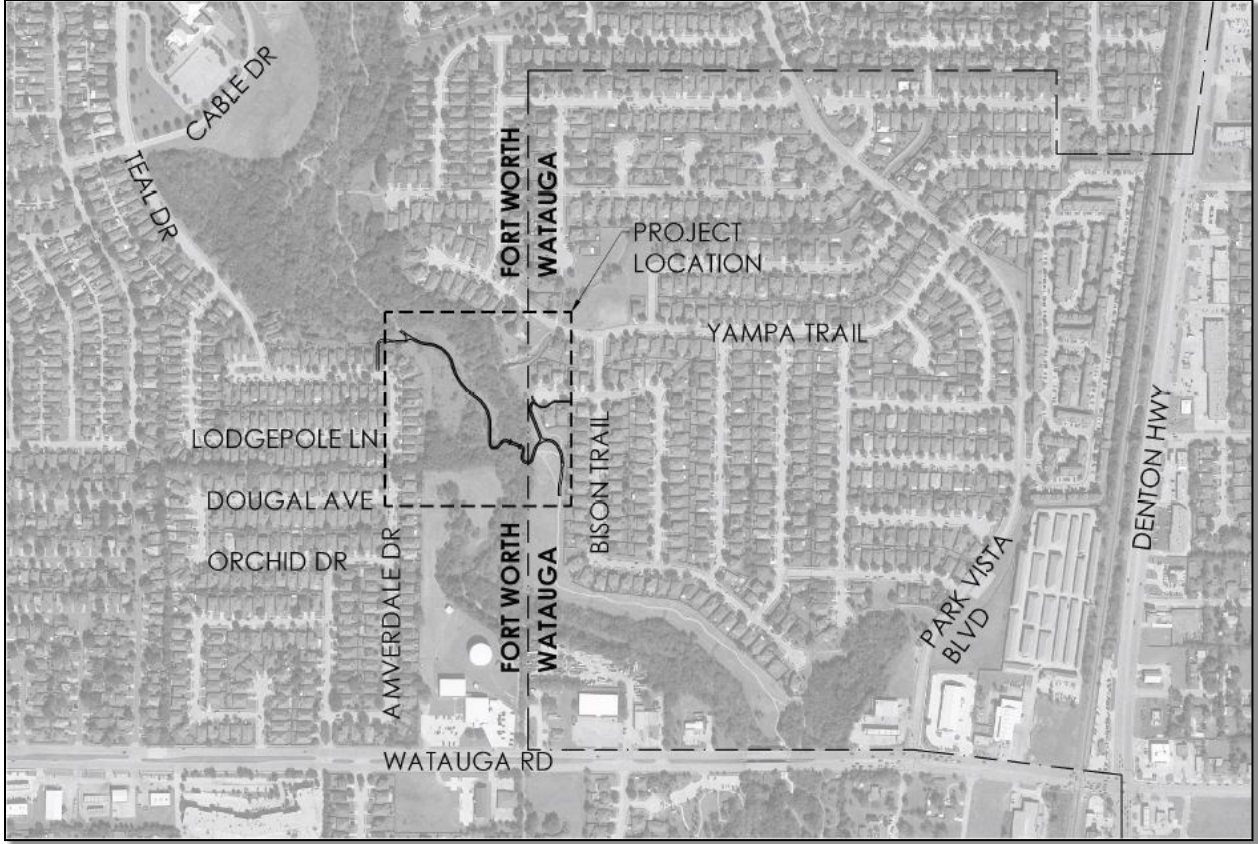 CABLE DR
TEAL DR
FORT WORTH
WATAUGA
PROJECT
LOCATION
YAMPA TRAIL
LODGEPOLE LN
DOUGAL AVE
ORCHID DR
AMVERDALE DR
BISON TRAIL
DENTON HWY
FORT WORTH
WATAUGA
PARK VISTA
BLVD
WATAUGA RD